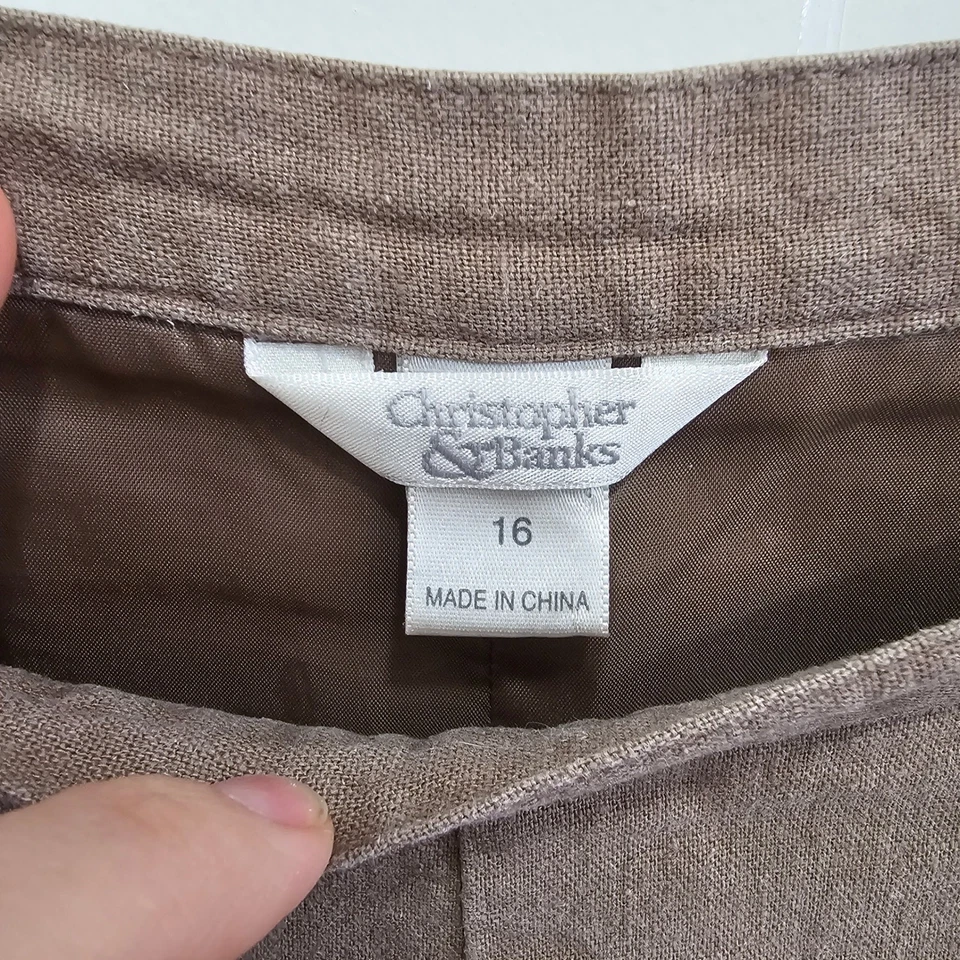 Christopher
& Banks
16
MADE IN CHINA